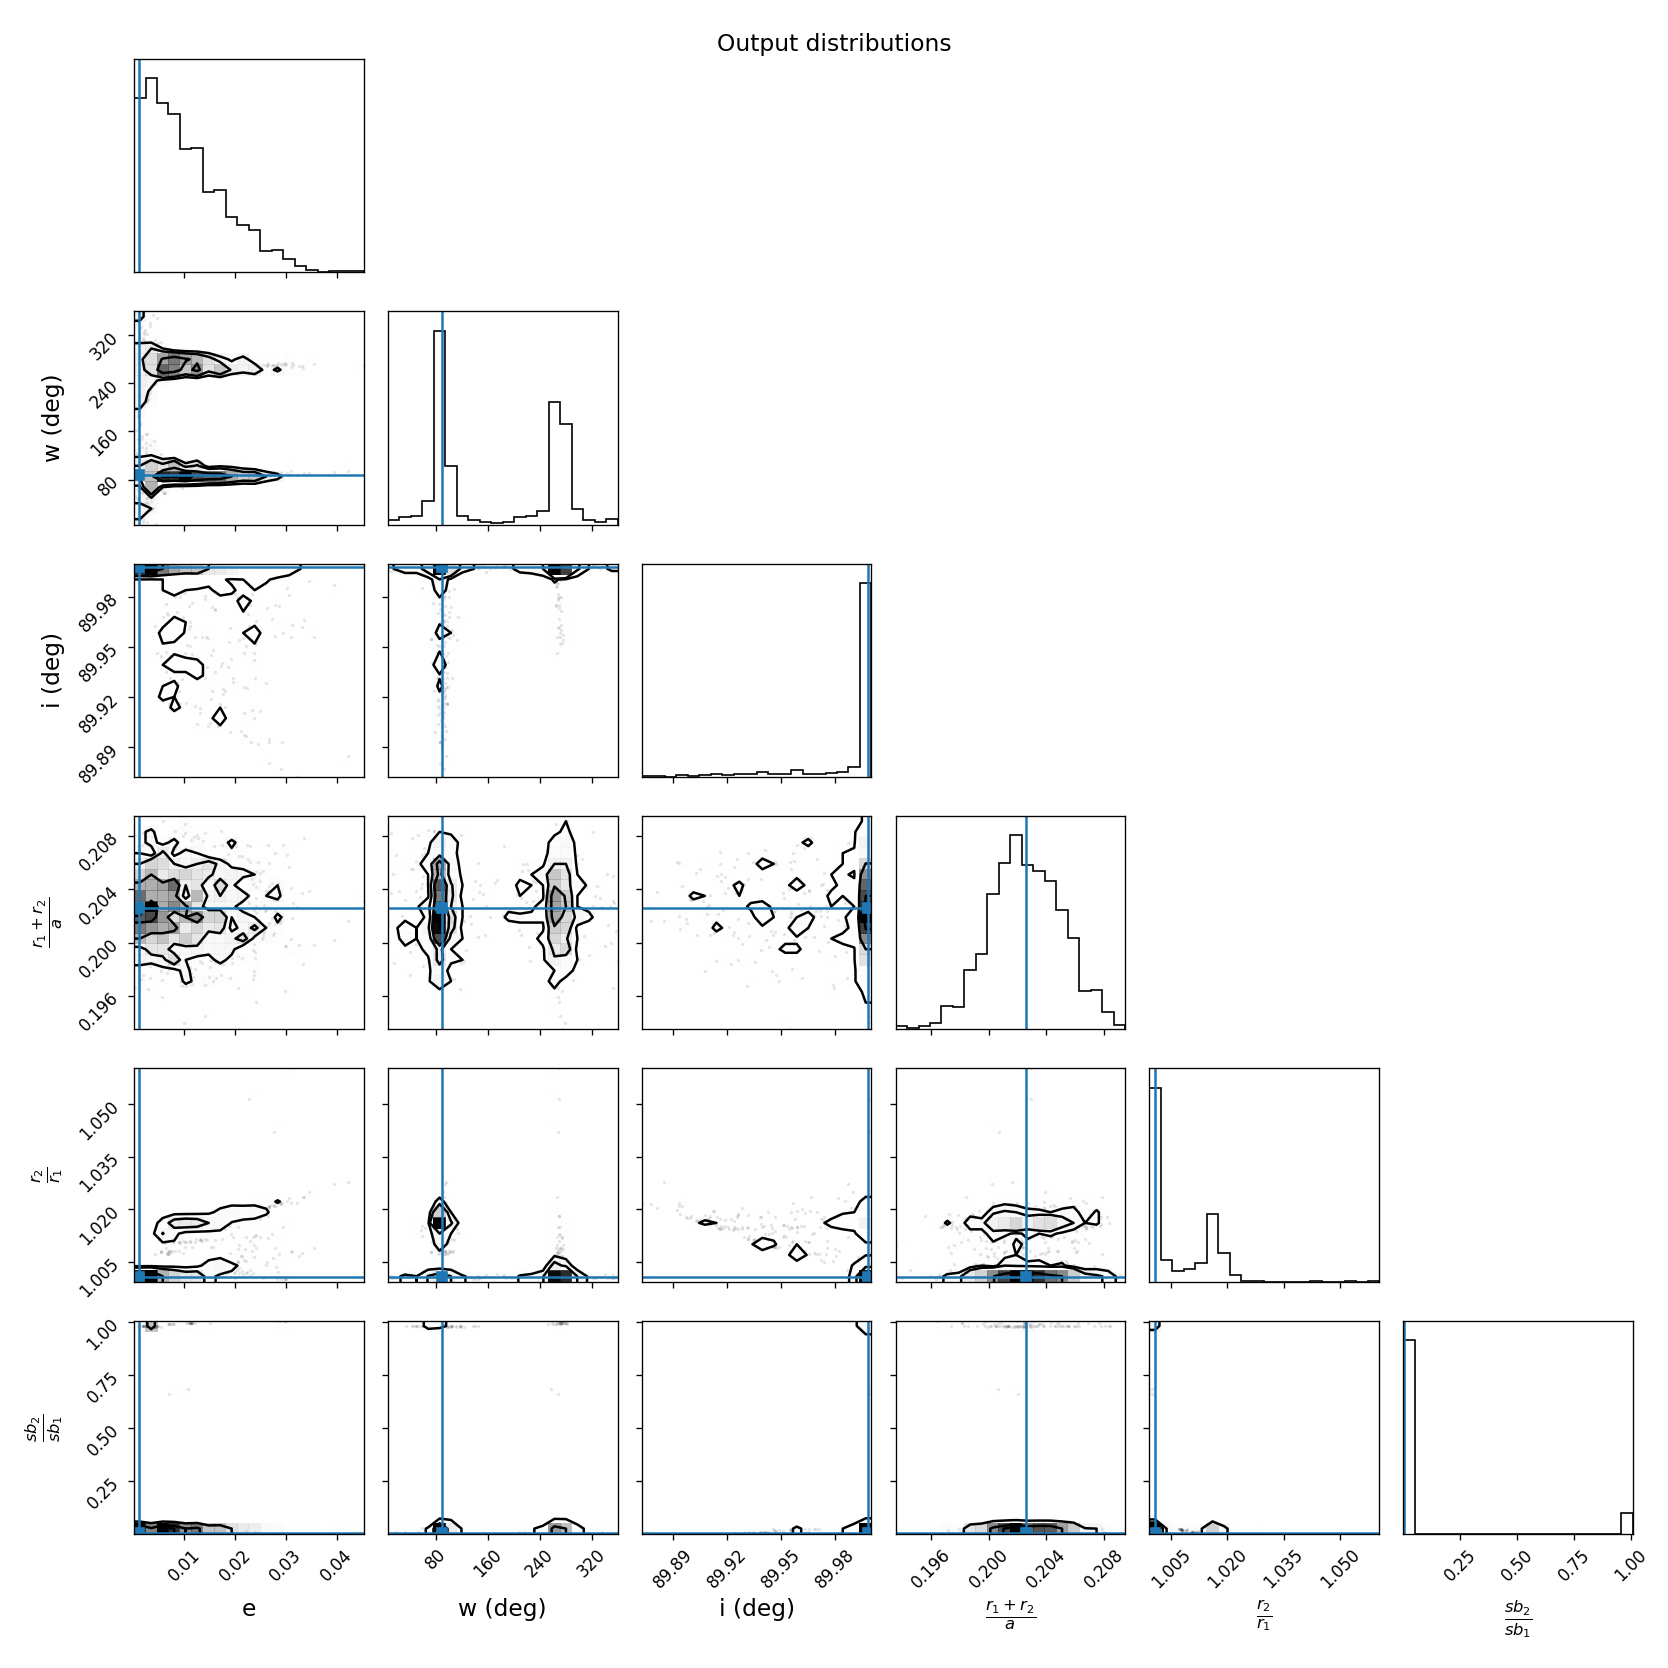 Output distributions
w (deg)
320
240
160
80
i (deg)
89.98
89.95
89.92
89.89
r1 + r2
a
0.208
0.204
0.200
0.196
r2
r1
1.050
1.035
1.020
1.005
sb2
sb1
1.00
0.75
0.50
0.25
0.01 0.02 0.03 0.04 80 160 240 320 89.89 89.92 89.95 89.98 0.196 0.200 0.204 0.208 1.005 1.020 1.035 1.050 0.25 0.50 0.75 1.00
e w (deg) i (deg) r1 + r2 / a r2 / r1 sb2 / sb1